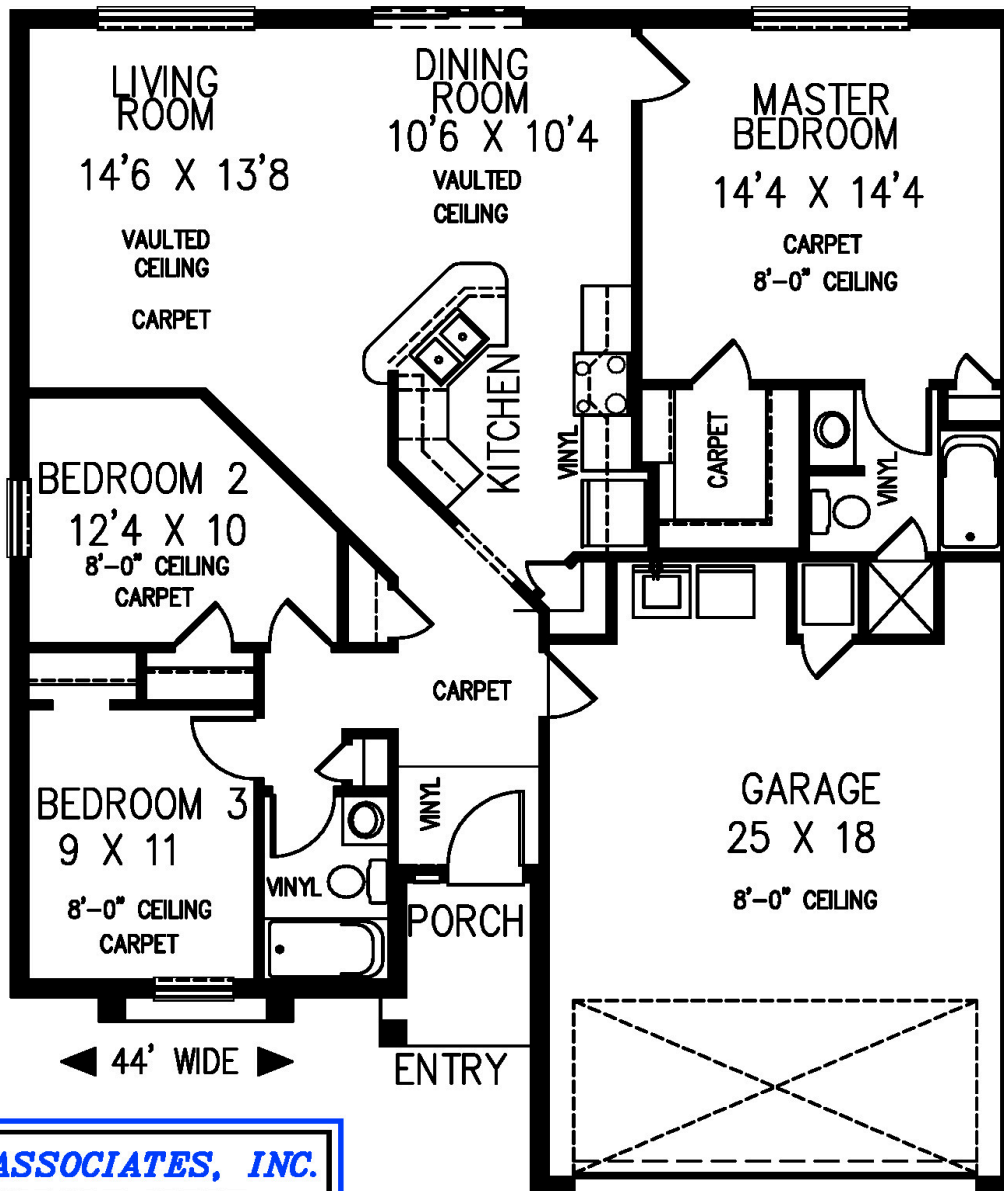 LIVING
ROOM
14'6 X 13'8
VAULTED
CEILING
CARPET
DINING
ROOM
10'6 X 10'4
VAULTED
CEILING
MASTER
BEDROOM
14'4 X 14'4
CARPET
8'-0" CEILING
KITCHEN
VINYL
CARPET
VINYL
BEDROOM 2
12'4 X 10
8'-0" CEILING
CARPET
CARPET
BEDROOM 3
9 X 11
8'-0" CEILING
CARPET
VINYL
VINYL
PORCH
GARAGE
25 X 18
8'-0" CEILING
44' WIDE
ENTRY
ASSOCIATES, INC.